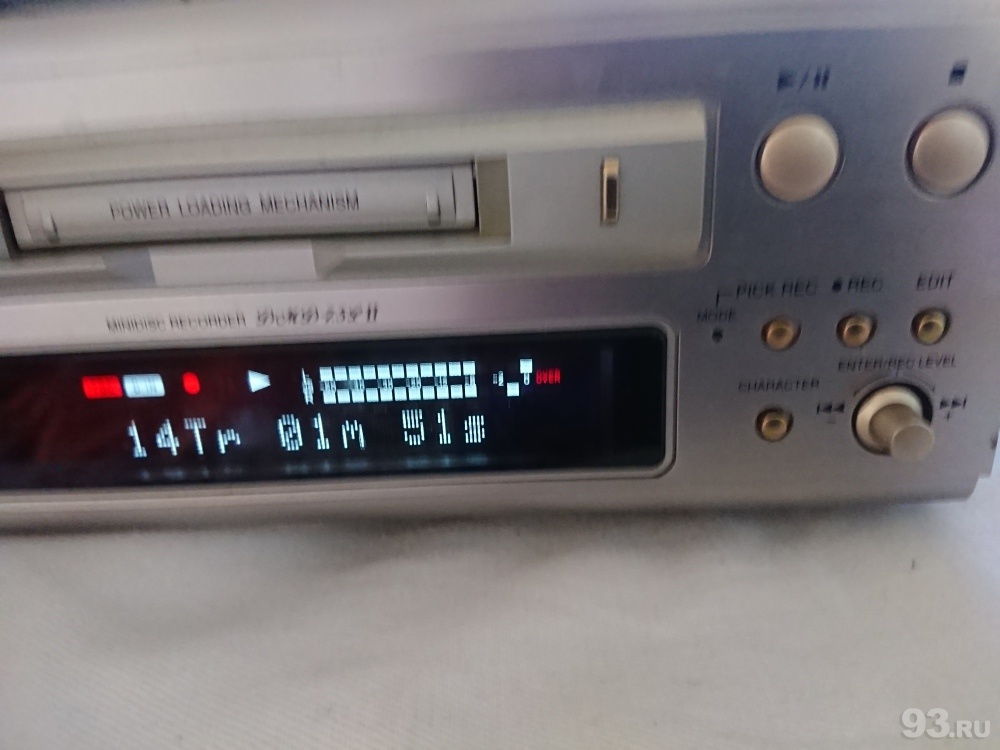 POWER LOADING MECHANISM
PICK REC
REC
EDIT
MODE
MINIDISC RECORDER
ENTER/REC LEVEL
CHARACTER
OVER
14Tr 01m 51s
93.RU